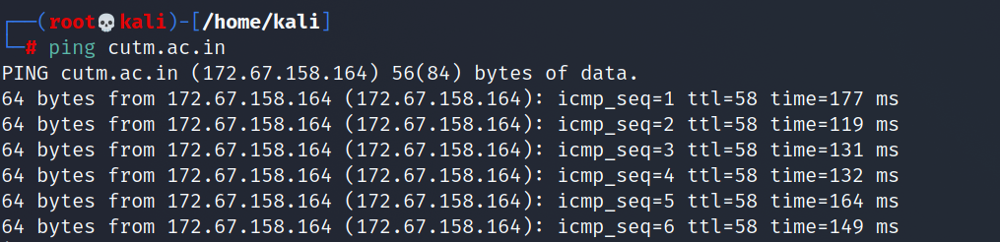 ┌──(root💀kali)-[/home/kali]
└─# ping cutm.ac.in
PING cutm.ac.in (172.67.158.164) 56(84) bytes of data.
64 bytes from 172.67.158.164 (172.67.158.164): icmp_seq=1 ttl=58 time=177 ms
64 bytes from 172.67.158.164 (172.67.158.164): icmp_seq=2 ttl=58 time=119 ms
64 bytes from 172.67.158.164 (172.67.158.164): icmp_seq=3 ttl=58 time=131 ms
64 bytes from 172.67.158.164 (172.67.158.164): icmp_seq=4 ttl=58 time=132 ms
64 bytes from 172.67.158.164 (172.67.158.164): icmp_seq=5 ttl=58 time=164 ms
64 bytes from 172.67.158.164 (172.67.158.164): icmp_seq=6 ttl=58 time=149 ms